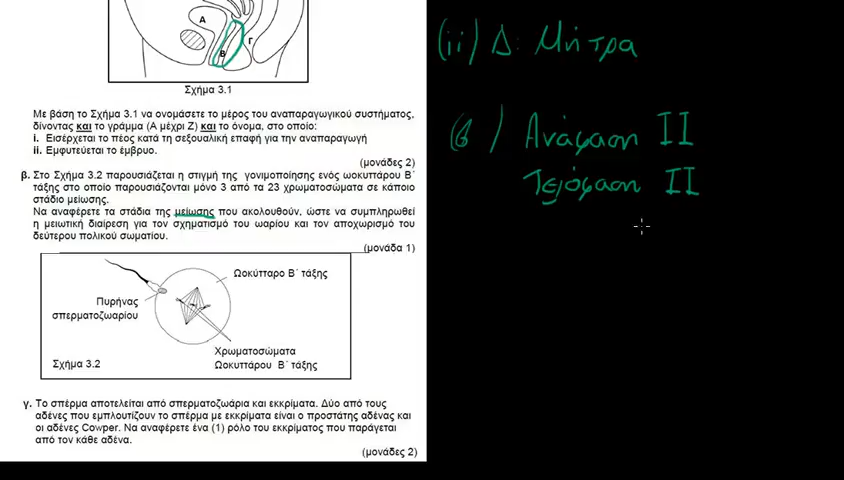 Α
Β
Γ
Σχήμα 3.1
Με βάση το Σχήμα 3.1 να ονομάσετε το μέρος του αναπαραγωγικού συστήματος,
δίνοντας και το γράμμα (Α μέχρι Ζ) και το όνομα, στο οποίο:
i. Εισέρχεται το πέος κατά τη σεξουαλική επαφή για την αναπαραγωγή
ii. Εμφυτεύεται το έμβρυο.
(μονάδες 2)
β. Στο Σχήμα 3.2 παρουσιάζεται η στιγμή της γονιμοποίησης ενός ωοκυττάρου Β΄
τάξης στο οποίο παρουσιάζονται μόνο 3 από τα 23 χρωματοσώματα σε κάποιο
στάδιο μείωσης.
Να αναφέρετε τα στάδια της μείωσης που ακολουθούν, ώστε να συμπληρωθεί
η μειωτική διαίρεση για τον σχηματισμό του ωαρίου και τον αποχωρισμό του
δεύτερου πολικού σωματίου.
(μονάδα 1)
Ωοκύτταρο Β΄ τάξης
Πυρήνας
σπερματοζωαρίου
Χρωματοσώματα
Ωοκυττάρου Β΄ τάξης
Σχήμα 3.2
γ. Το σπέρμα αποτελείται από σπερματοζωάρια και εκκρίματα. Δύο από τους
αδένες που εμπλουτίζουν το σπέρμα με εκκρίματα είναι ο προστάτης αδένας και
οι αδένες Cowper. Να αναφέρετε ένα (1) ρόλο του εκκρίματος που παράγεται
από τον κάθε αδένα.
(μονάδες 2)
(ii) Δ: Μήτρα
(β) Ανάφαση ΙΙ
Τελόφαση ΙΙ